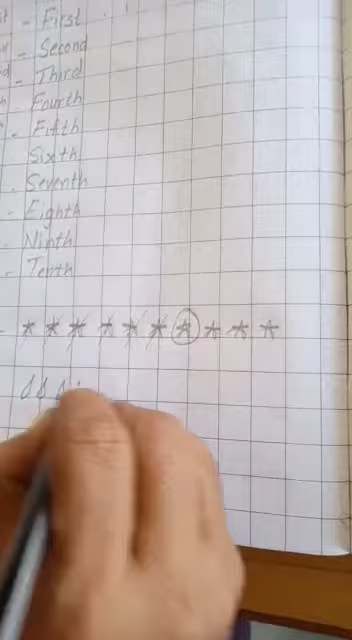 - First
- Second
- Third
- Fourth
- Fifth
Sixth
- Seventh
- Eighth
- Ninth
- Tenth